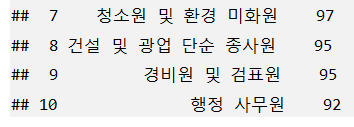 ## 7 청소원 및 환경 미화원 97
## 8 건설 및 광업 단순 종사원 95
## 9 경비원 및 검표원 95
## 10 행정 사무원 92